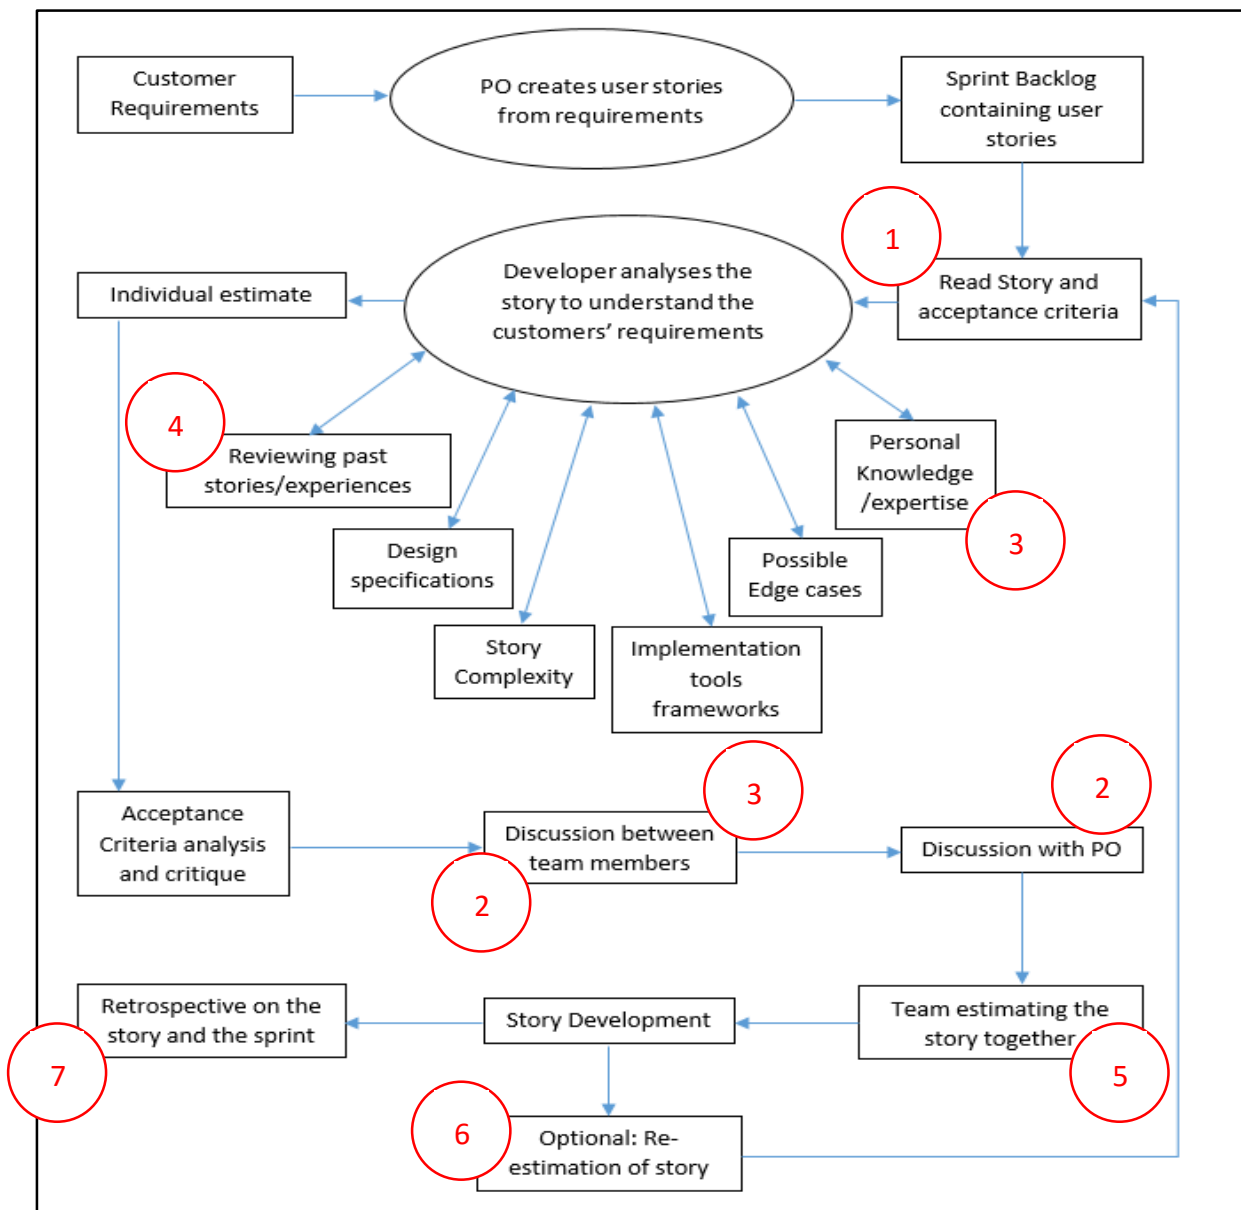 Customer
Requirements
PO creates user stories
from requirements
Sprint Backlog
containing user
stories
1
Read Story and
acceptance criteria
Developer analyses the
story to understand the
customers’ requirements
Individual estimate
4
Reviewing past
stories/experiences
Personal
Knowledge
/expertise
3
Design
specifications
Possible
Edge cases
Story
Complexity
Implementation
tools
frameworks
Acceptance
Criteria analysis
and critique
3
Discussion between
team members
2
2
Discussion with PO
Retrospective on the
story and the sprint
7
Story Development
Team estimating the
story together
5
6
Optional: Re-
estimation of story